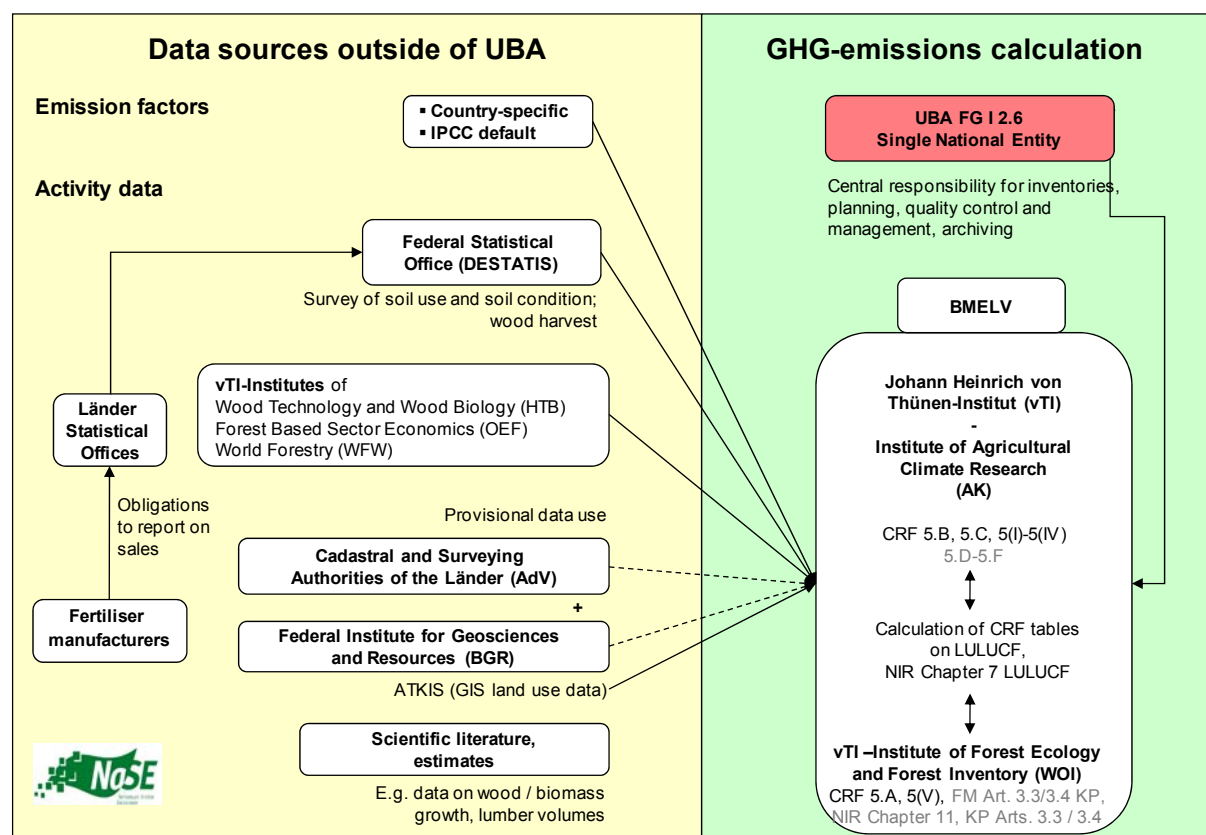 Data sources outside of UBA
GHG-emissions calculation
Emission factors
▪ Country-specific
▪ IPCC default
UBA FG I 2.6
Single National Entity
Central responsibility for inventories,
planning, quality control and
management, archiving
Activity data
Federal Statistical
Office (DESTATIS)
Survey of soil use and soil condition;
wood harvest
vTI-Institutes of
Wood Technology and Wood Biology (HTB)
Forest Based Sector Economics (OEF)
World Forestry (WFW)
Länder
Statistical
Offices
Obligations
to report on
sales
Fertiliser
manufacturers
Provisional data use
Cadastral and Surveying
Authorities of the Länder (AdV)
+
Federal Institute for Geosciences
and Resources (BGR)
ATKIS (GIS land use data)
Scientific literature,
estimates
E.g. data on wood / biomass
growth, lumber volumes
NaSE
BMELV
Johann Heinrich von
Thünen-Institut (vTI)
-
Institute of Agricultural
Climate Research
(AK)
CRF 5.B, 5.C, 5(I)-5(IV)
5.D-5.F
Calculation of CRF tables
on LULUCF,
NIR Chapter 7 LULUCF
vTI –Institute of Forest Ecology
and Forest Inventory (WOI)
CRF 5.A, 5(V), FM Art. 3.3/3.4 KP,
NIR Chapter 11, KP Arts. 3.3 / 3.4